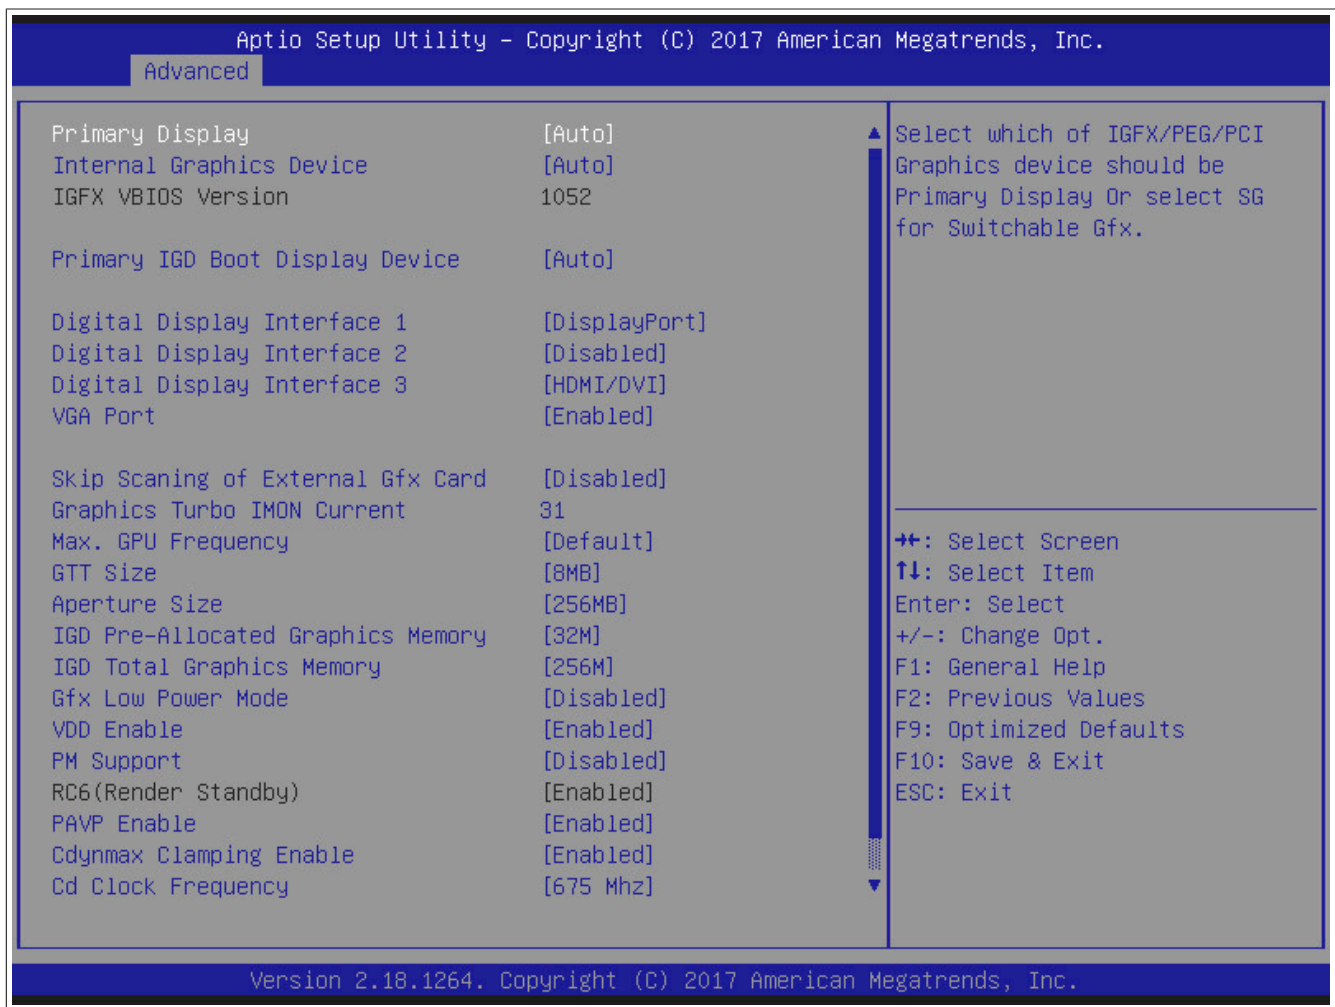 Aptio Setup Utility – Copyright (C) 2017 American Megatrends, Inc.
Advanced
Primary Display [Auto]
Internal Graphics Device [Auto]
IGFX VBIOS Version 1052
Primary IGD Boot Display Device [Auto]
Digital Display Interface 1 [DisplayPort]
Digital Display Interface 2 [Disabled]
Digital Display Interface 3 [HDMI/DVI]
VGA Port [Enabled]
Skip Scaning of External Gfx Card [Disabled]
Graphics Turbo IMON Current 31
Max. GPU Frequency [Default]
GTT Size [8MB]
Aperture Size [256MB]
IGD Pre-Allocated Graphics Memory [32M]
IGD Total Graphics Memory [256M]
Gfx Low Power Mode [Disabled]
VDD Enable [Enabled]
PM Support [Disabled]
RC6(Render Standby) [Enabled]
PAVP Enable [Enabled]
Cdynmax Clamping Enable [Enabled]
Cd Clock Frequency [675 Mhz]
Select which of IGFX/PEG/PCI
Graphics device should be
Primary Display Or select SG
for Switchable Gfx.
→←: Select Screen
↑↓: Select Item
Enter: Select
+/-: Change Opt.
F1: General Help
F2: Previous Values
F9: Optimized Defaults
F10: Save & Exit
ESC: Exit
Version 2.18.1264. Copyright (C) 2017 American Megatrends, Inc.